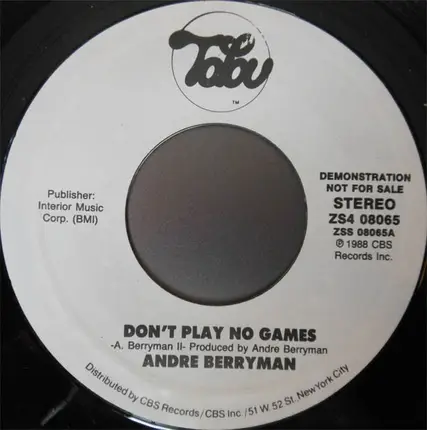 Tabu
TM
Publisher:
Interior Music
Corp. (BMI)
DEMONSTRATION
NOT FOR SALE
STEREO
ZS4 08065
ZSS 08065A
℗ 1988 CBS
Records Inc.
DON'T PLAY NO GAMES
-A. Berryman II- Produced by Andre Berryman
ANDRE BERRYMAN
Distributed by CBS Records/CBS Inc./51 W. 52 St., New York City